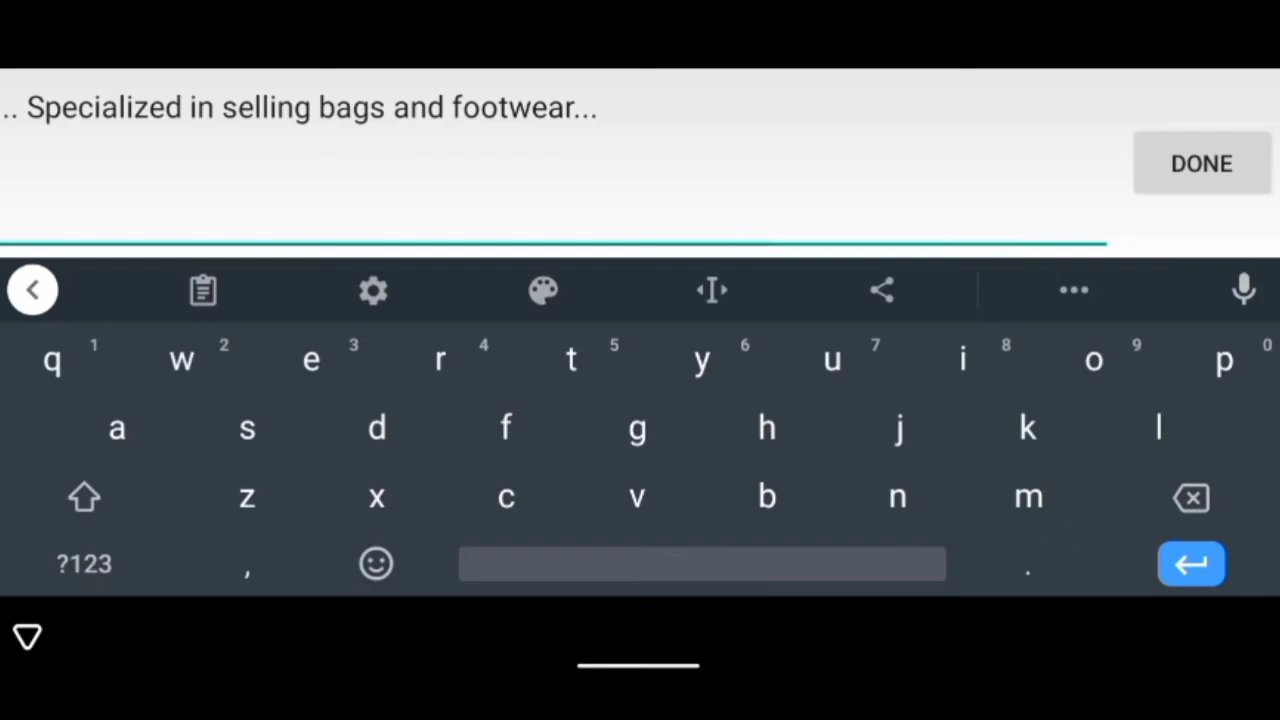 .. Specialized in selling bags and footwear...
DONE
q 1 w 2 e 3 r 4 t 5 y 6 u 7 i 8 o 9 p 0
a s d f g h j k l
z x c v b n m
?123 , .